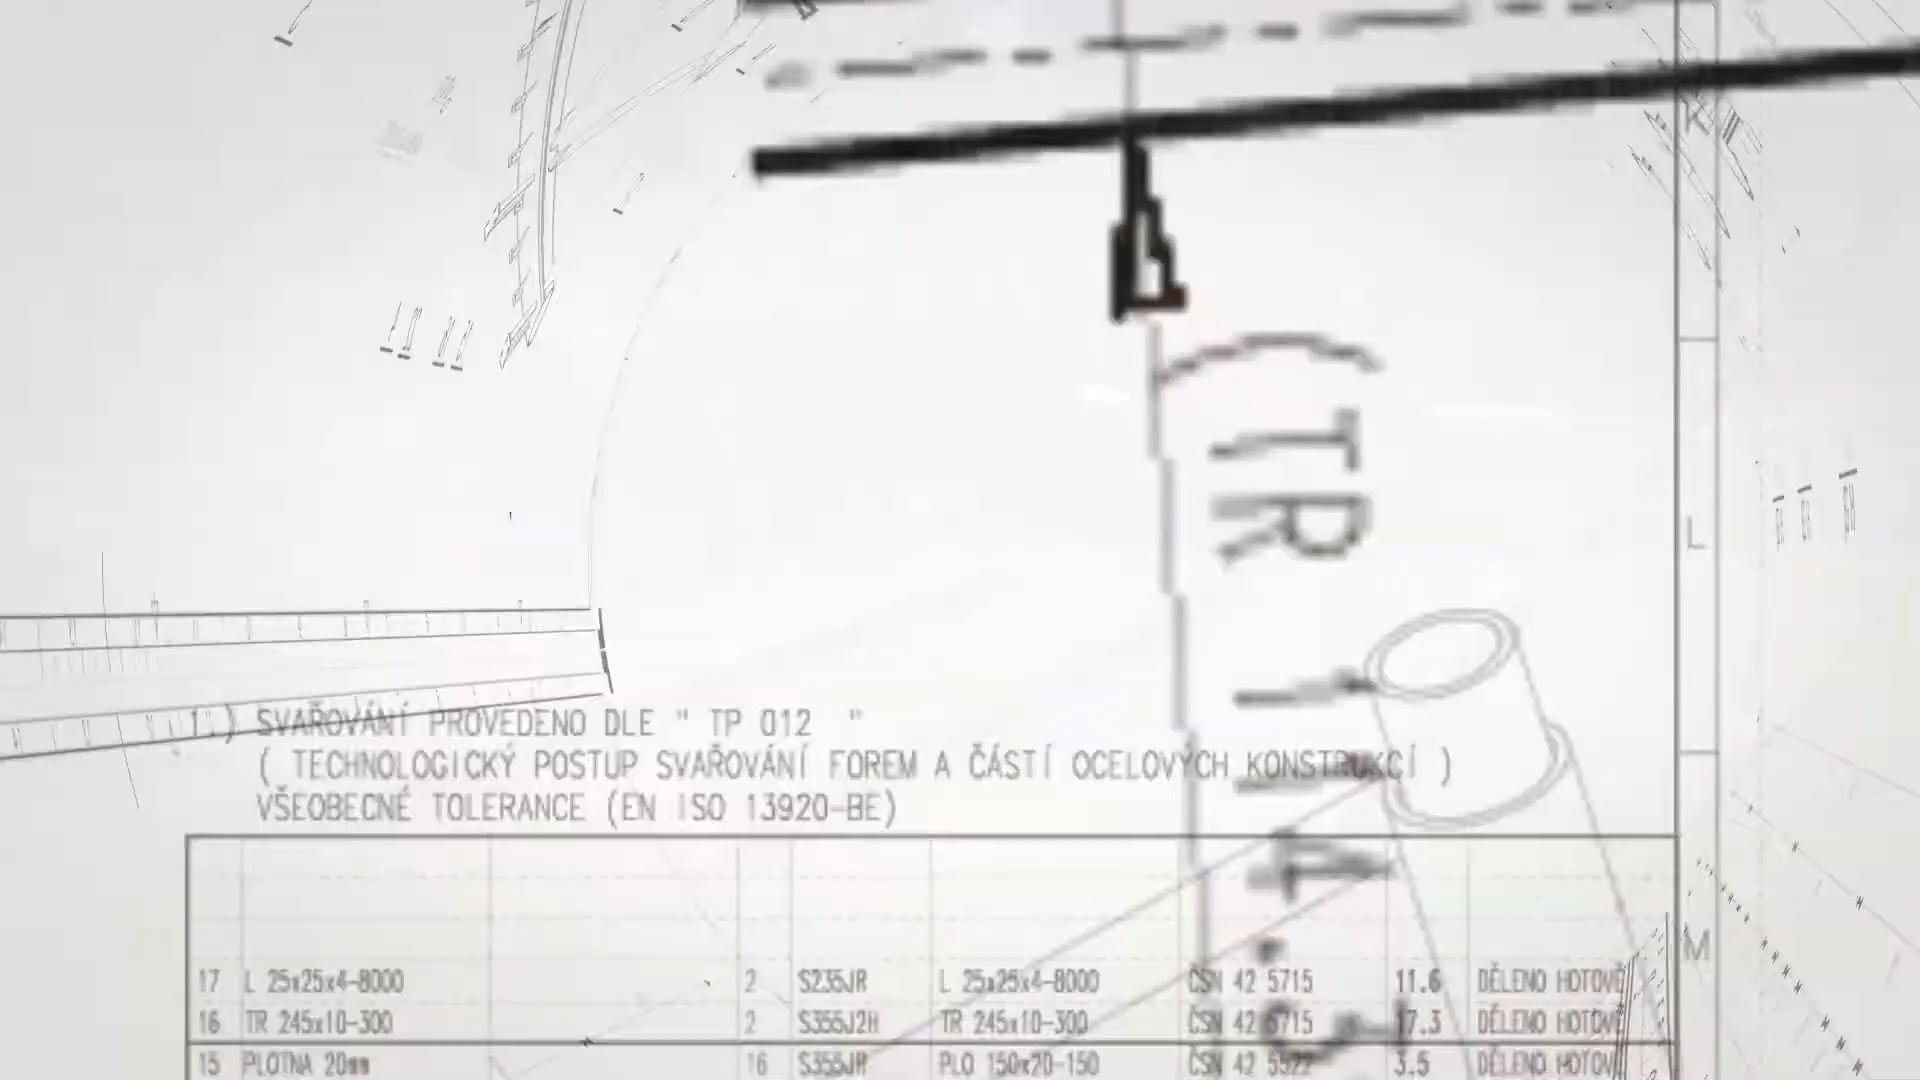 K
(TR 114.3
L
1.) SVAŘOVÁNÍ PROVEDENO DLE " TP 012 "
( TECHNOLOGICKÝ POSTUP SVAŘOVÁNÍ FOREM A ČÁSTÍ OCELOVÝCH KONSTRUKCÍ )
VŠEOBECNÉ TOLERANCE (EN ISO 13920-BE)
M
17 L 25x25x4-8000 2 S235JR L 25x25x4-8000 ČSN 42 5715 11.6 DĚLENO HOTOVĚ
16 TR 245x10-300 2 S355J2H TR 245x10-300 ČSN 42 5715 17.3 DĚLENO HOTOVĚ
15 PLOTNA 20mm 16 S355JR PLO 150x20-150 ČSN 42 5522 3.5 DĚLENO HOTOVĚ